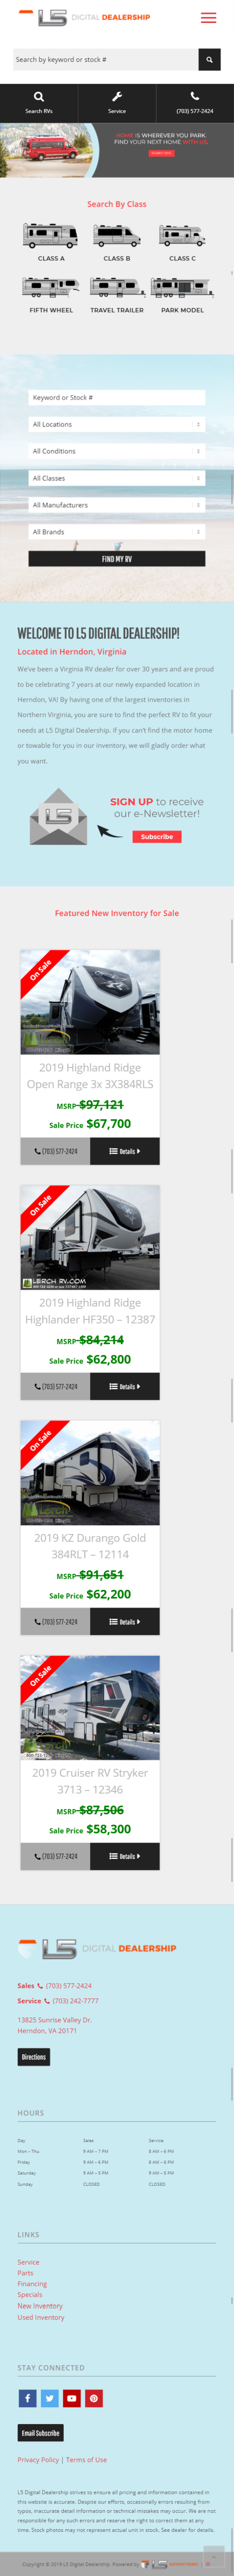 L5 DIGITAL DEALERSHIP
Search by keyword or stock #
Search RVs
Service
(703) 577-2424
HOME IS WHEREVER YOU PARK.
FIND YOUR NEXT HOME WITH US.
Search By Class
CLASS A
CLASS B
CLASS C
FIFTH WHEEL
TRAVEL TRAILER
PARK MODEL
Keyword or Stock #
All Locations
All Conditions
All Classes
All Manufacturers
All Brands
FIND MY RV
WELCOME TO L5 DIGITAL DEALERSHIP!
Located in Herndon, Virginia
We've been a Virginia RV dealer for over 30 years and are proud
to be celebrating 7 years at our newly expanded location in
Herndon, VA! By having one of the largest inventories in
Northern Virginia, you are sure to find the perfect RV to fit your
needs at L5 Digital Dealership. If you can't find the motor home
or towable for you in our inventory, we will gladly order what
you want.
L5
SIGN UP to receive
our e-Newsletter!
Subscribe
Featured New Inventory for Sale
On Sale
2019 Highland Ridge
Open Range 3x 3X384RLS
MSRP $97,121
Sale Price $67,700
(703) 577-2424
Details
On Sale
LERCH RV.COM
2019 Highland Ridge
Highlander HF350 – 12387
MSRP $84,214
Sale Price $62,800
(703) 577-2424
Details
On Sale
Lerch
2019 KZ Durango Gold
384RLT – 12114
MSRP $91,651
Sale Price $62,200
(703) 577-2424
Details
On Sale
Lerch
2019 Cruiser RV Stryker
3713 – 12346
MSRP $87,506
Sale Price $58,300
(703) 577-2424
Details
L5 DIGITAL DEALERSHIP
Sales (703) 577-2424
Service (703) 242-7777
13825 Sunrise Valley Dr.
Herndon, VA 20171
Directions
HOURS
Day Sales Service
Mon – Thu 9 AM – 7 PM 8 AM – 6 PM
Friday 9 AM – 6 PM 8 AM – 6 PM
Saturday 9 AM – 5 PM 9 AM – 5 PM
Sunday CLOSED CLOSED
LINKS
Service
Parts
Financing
Specials
New Inventory
Used Inventory
STAY CONNECTED
Email Subscribe
Privacy Policy | Terms of Use
L5 Digital Dealership strives to ensure all pricing and information contained in
this website is accurate. Despite our efforts, occasionally errors resulting from
typos, inaccurate detail information or technical mistakes may occur. We are not
responsible for any such errors and reserve the right to correct them at any
time. Stock photos may not represent actual unit in stock. See dealer for details.
Copyright © 2019 L5 Digital Dealership. Powered by L5